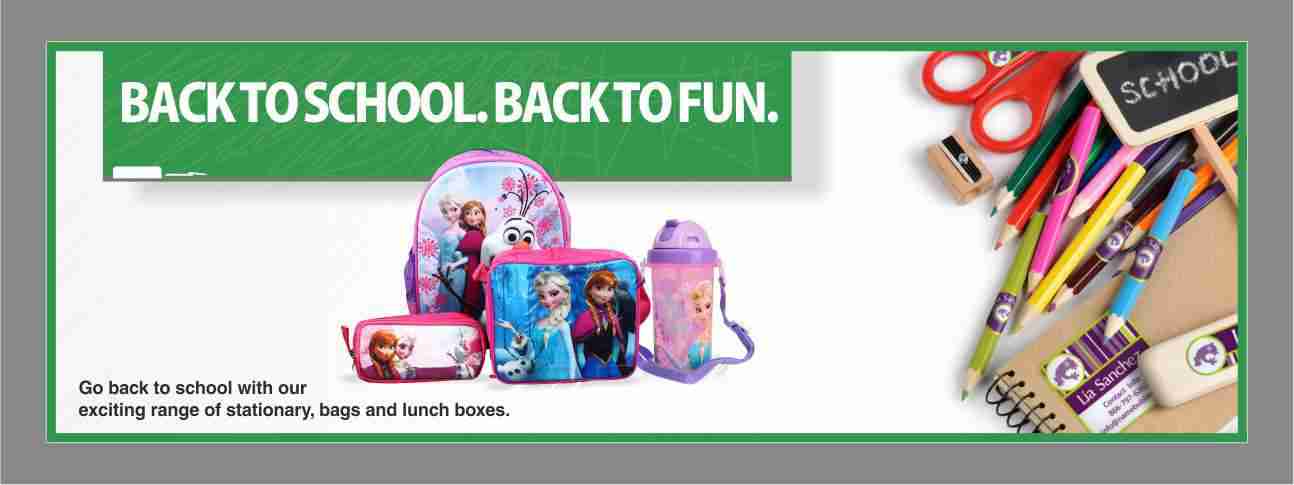 BACK TO SCHOOL. BACK TO FUN.
SCHOOL
Go back to school with our
exciting range of stationary, bags and lunch boxes.
Lia Sanchez
Contact